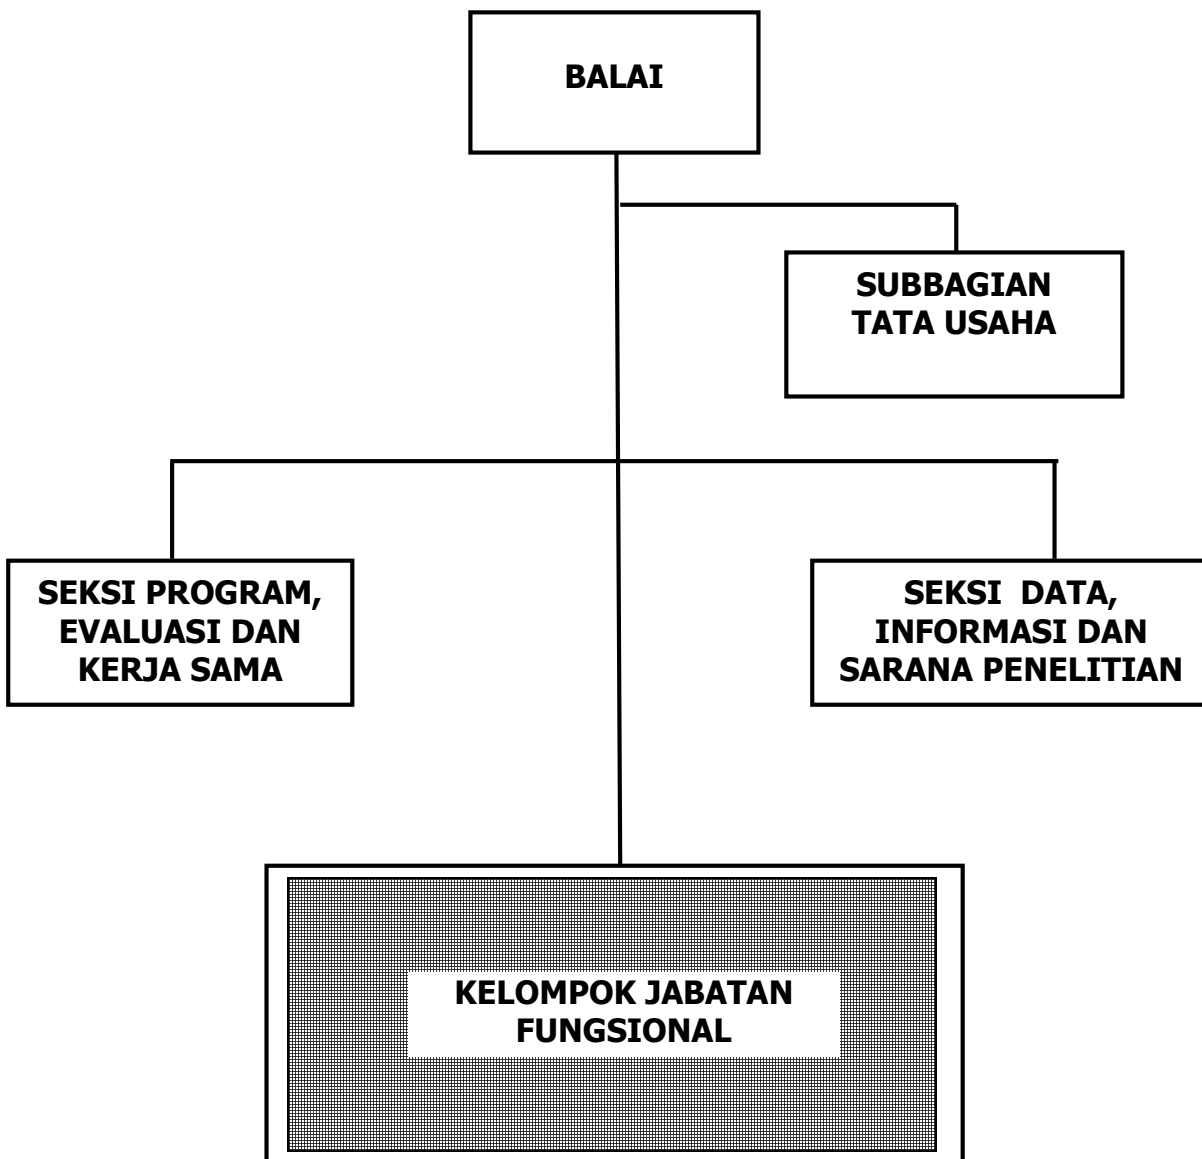 BALAI
SUBBAGIAN
TATA USAHA
SEKSI PROGRAM,
EVALUASI DAN
KERJA SAMA
SEKSI  DATA,
INFORMASI DAN
SARANA PENELITIAN
KELOMPOK JABATAN
FUNGSIONAL